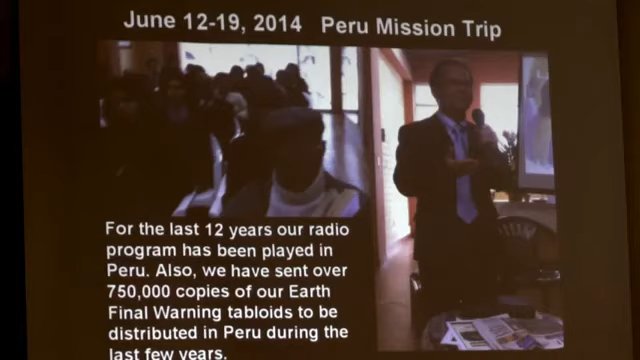 June 12-19, 2014 Peru Mission Trip
For the last 12 years our radio
program has been played in
Peru. Also, we have sent over
750,000 copies of our Earth
Final Warning tabloids to be
distributed in Peru during the
last few years.